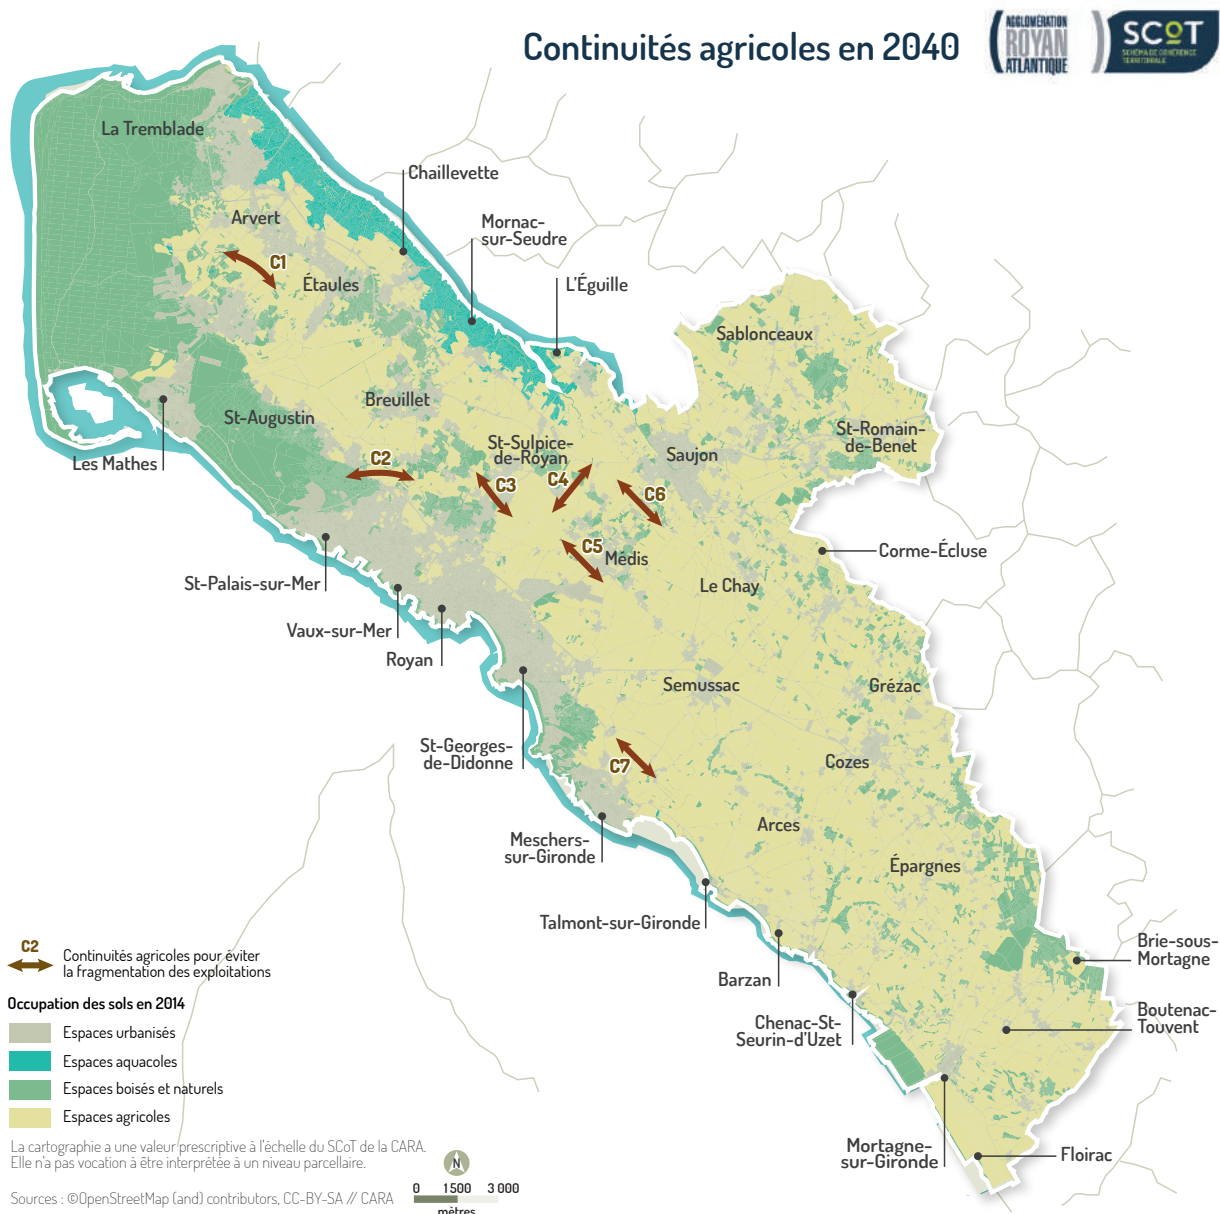 Continuités agricoles en 2040
AGGLOMÉRATION
ROYAN
ATLANTIQUE
SCOT
SCHÉMA DE COHÉRENCE
TERRITORIALE
La Tremblade
Chaillevette
Arvert
Mornac-
sur-Seudre
C1
Étaules
L'Éguille
Sablonceaux
Breuillet
St-Augustin
St-Romain-
de-Benet
St-Sulpice-
de-Royan
Saujon
Les Mathes
C2
C3
C4
C6
C5
Médis
Corme-Écluse
St-Palais-sur-Mer
Le Chay
Vaux-sur-Mer
Royan
Semussac
Grézac
St-Georges-
de-Didonne
C7
Cozes
Meschers-
sur-Gironde
Arces
Épargnes
Talmont-sur-Gironde
Brie-sous-
Mortagne
Barzan
Chenac-St-
Seurin-d'Uzet
Boutenac-
Touvent
Mortagne-
sur-Gironde
Floirac
C2
Continuités agricoles pour éviter
la fragmentation des exploitations
Occupation des sols en 2014
Espaces urbanisés
Espaces aquacoles
Espaces boisés et naturels
Espaces agricoles
La cartographie a une valeur prescriptive à l'échelle du SCoT de la CARA.
Elle n'a pas vocation à être interprétée à un niveau parcellaire.
Sources : ©OpenStreetMap (and) contributors, CC-BY-SA // CARA
N
0 1 500 3 000
mètres